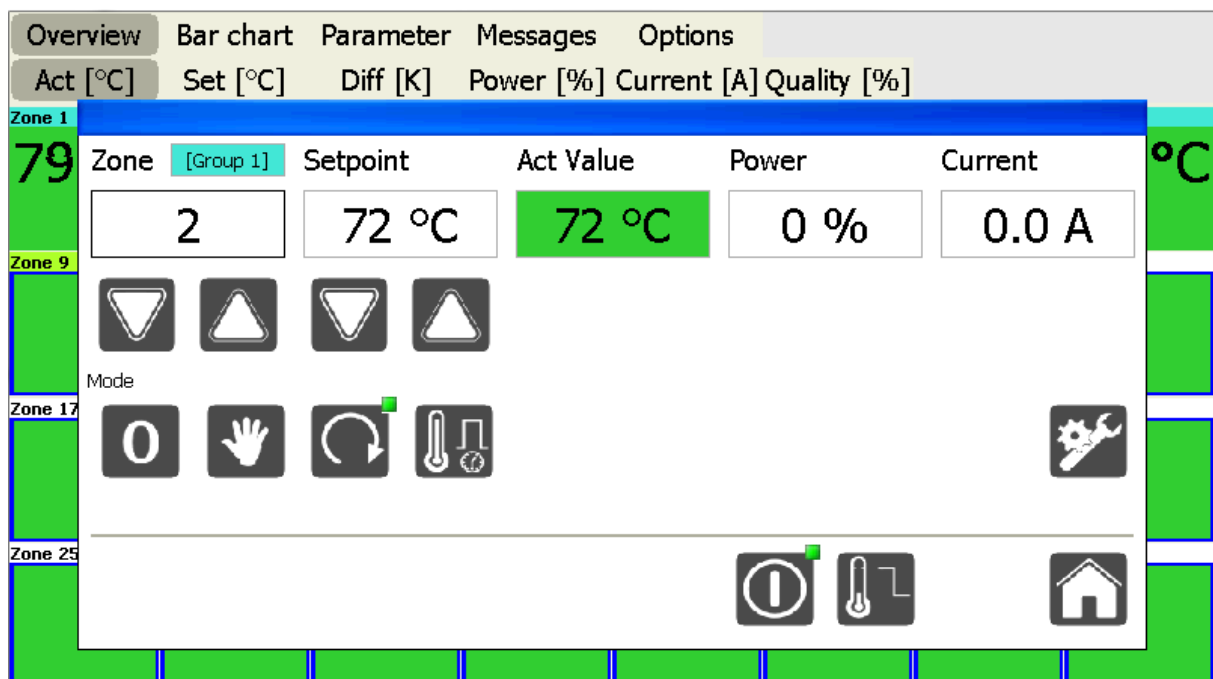 Overview Bar chart Parameter Messages Options
Act [°C] Set [°C] Diff [K] Power [%] Current [A] Quality [%]
Zone 1
79 °C
Zone [Group 1] Setpoint Act Value Power Current
2 72 °C 72 °C 0 % 0.0 A
Zone 9
Mode
Zone 17
0
Zone 25